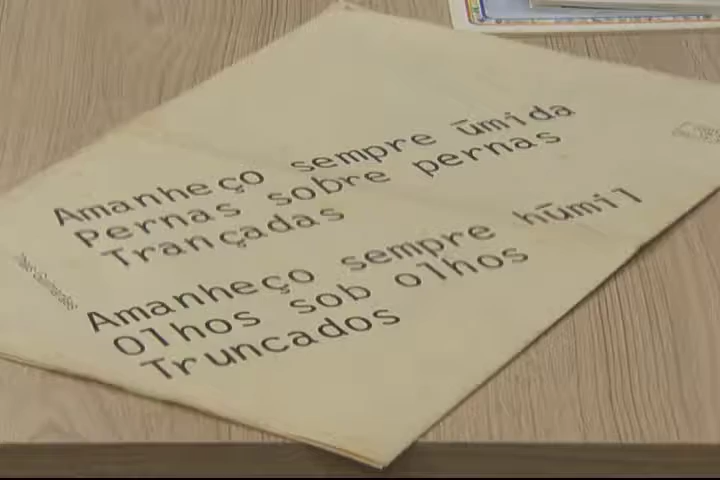 Amanheço sempre ūmida
Pernas sobre pernas
Trançadas
Amanheço sempre hūmil
Olhos sob olhos
Truncados